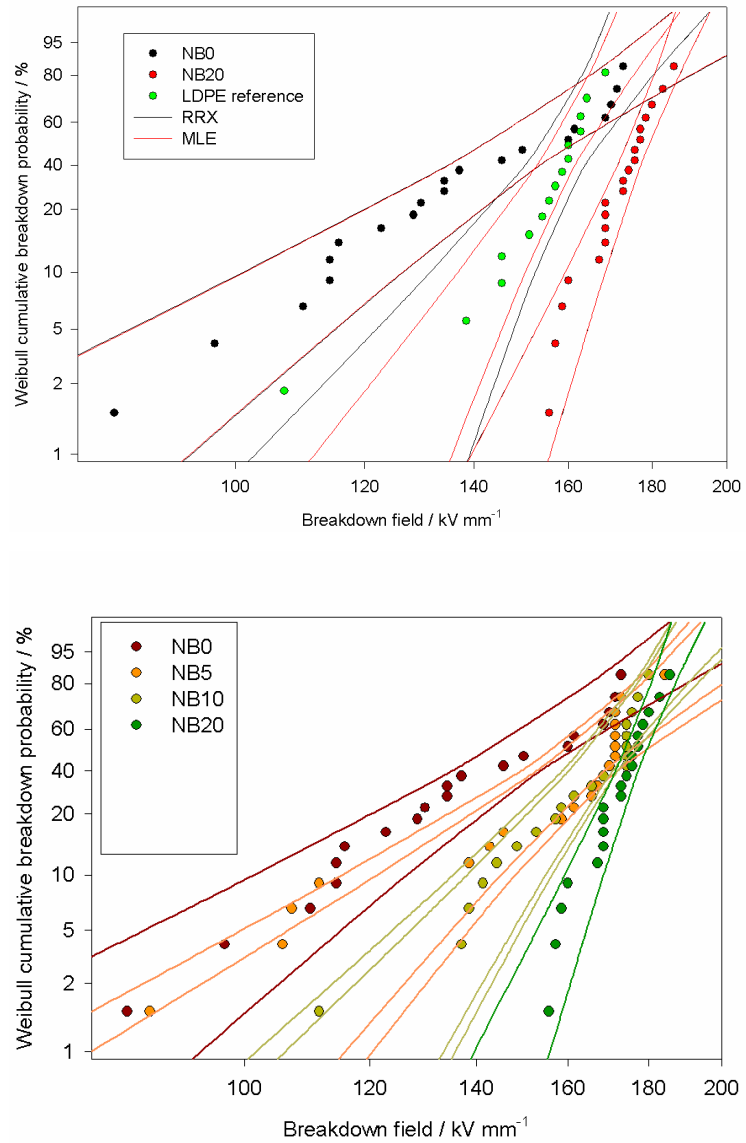 Weibull cumulative breakdown probability / %
95
80
60
40
20
10
5
2
1
NB0
NB20
LDPE reference
RRX
MLE
100
120
140
160
180
200
Breakdown field / kV mm⁻¹
Weibull cumulative breakdown probability / %
95
80
60
40
20
10
5
2
1
NB0
NB5
NB10
NB20
100
120
140
160
180
200
Breakdown field / kV mm⁻¹